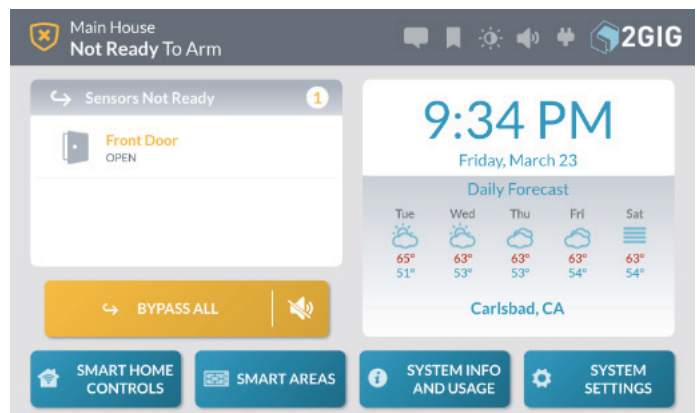 Main House
Not Ready To Arm
2GIG
Sensors Not Ready 1
Front Door
OPEN
BYPASS ALL
9:34 PM
Friday, March 23
Daily Forecast
Tue Wed Thu Fri Sat
65° 63° 63° 63° 63°
51° 53° 53° 54° 54°
Carlsbad, CA
SMART HOME
CONTROLS
SMART AREAS
SYSTEM INFO
AND USAGE
SYSTEM
SETTINGS